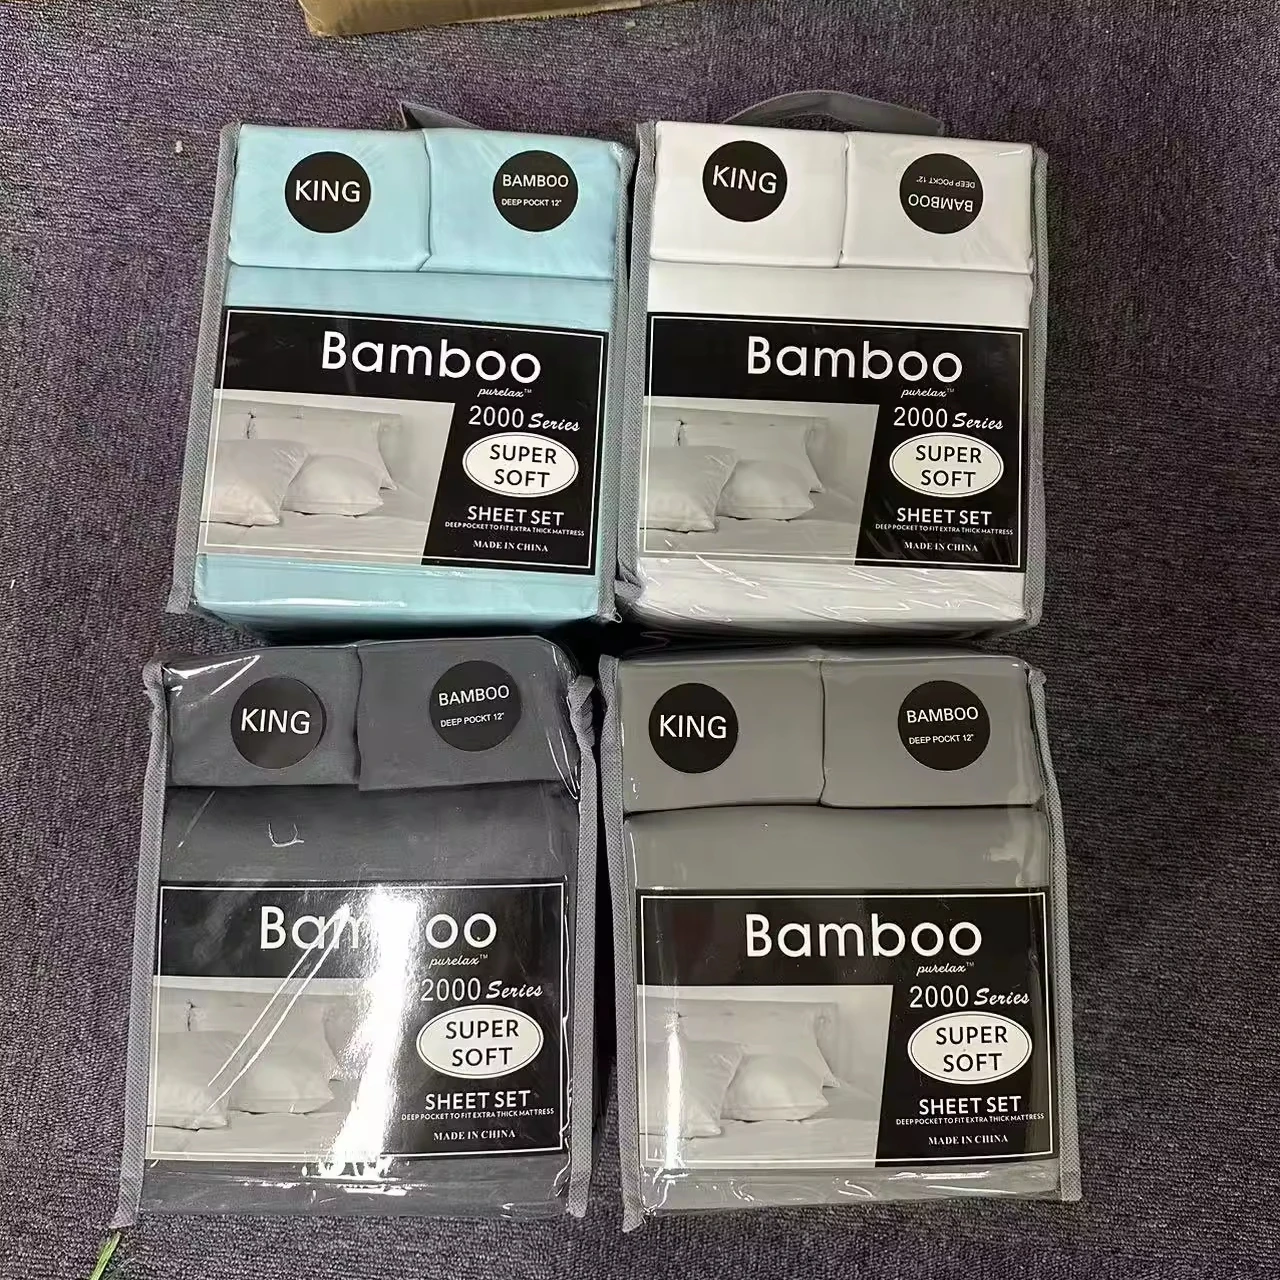 KING
BAMBOO
DEEP POCKT 12"
Bamboo
purelax™
2000 Series
SUPER
SOFT
SHEET SET
DEEP POCKET TO FIT EXTRA THICK MATTRESS
MADE IN CHINA
KING
BAMBOO
DEEP POCKT 12"
Bamboo
purelax™
2000 Series
SUPER
SOFT
SHEET SET
DEEP POCKET TO FIT EXTRA THICK MATTRESS
MADE IN CHINA
KING
BAMBOO
DEEP POCKT 12"
Bamboo
purelax™
2000 Series
SUPER
SOFT
SHEET SET
DEEP POCKET TO FIT EXTRA THICK MATTRESS
MADE IN CHINA
KING
BAMBOO
DEEP POCKT 12"
Bamboo
purelax™
2000 Series
SUPER
SOFT
SHEET SET
DEEP POCKET TO FIT EXTRA THICK MATTRESS
MADE IN CHINA